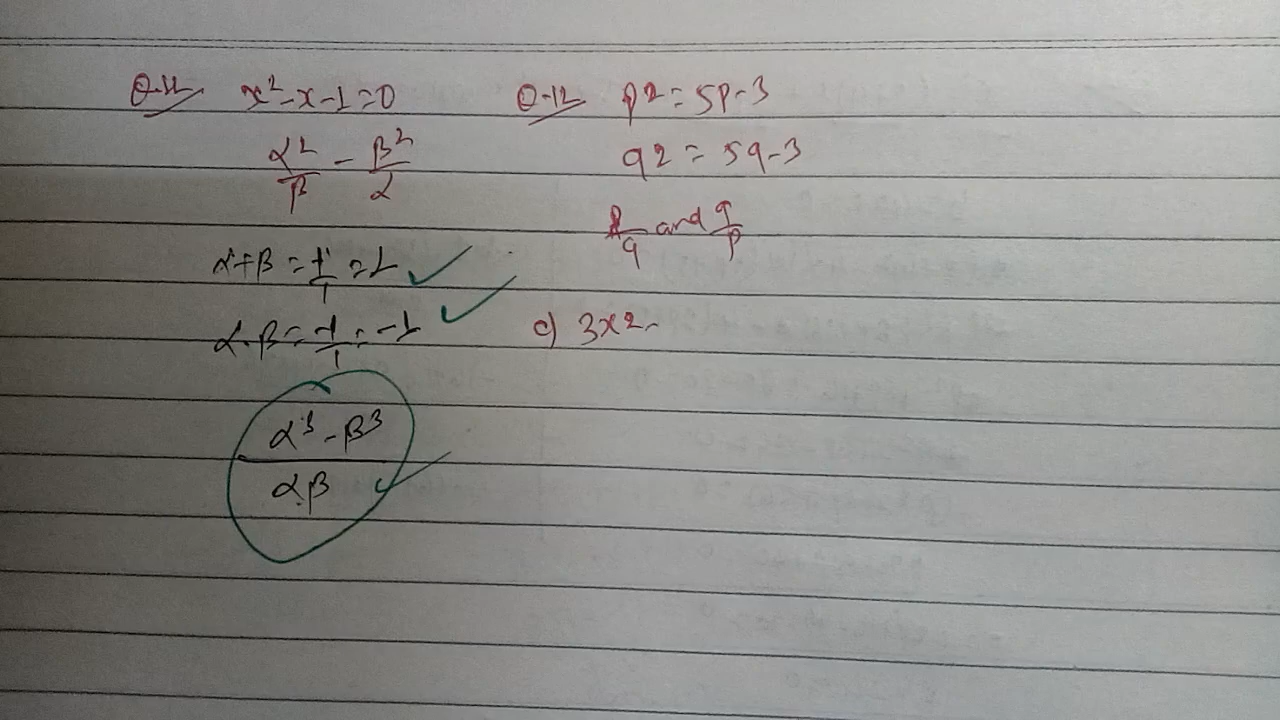 Q-11 x²-x-1=0
α²/β - β²/α
α+β = 1/1 = 1
α.β = -1/1 = -1
α³-β³
αβ
Q-12 p2 = 5p-3
q2 = 5q-3
p/q and q/p
c) 3x2-